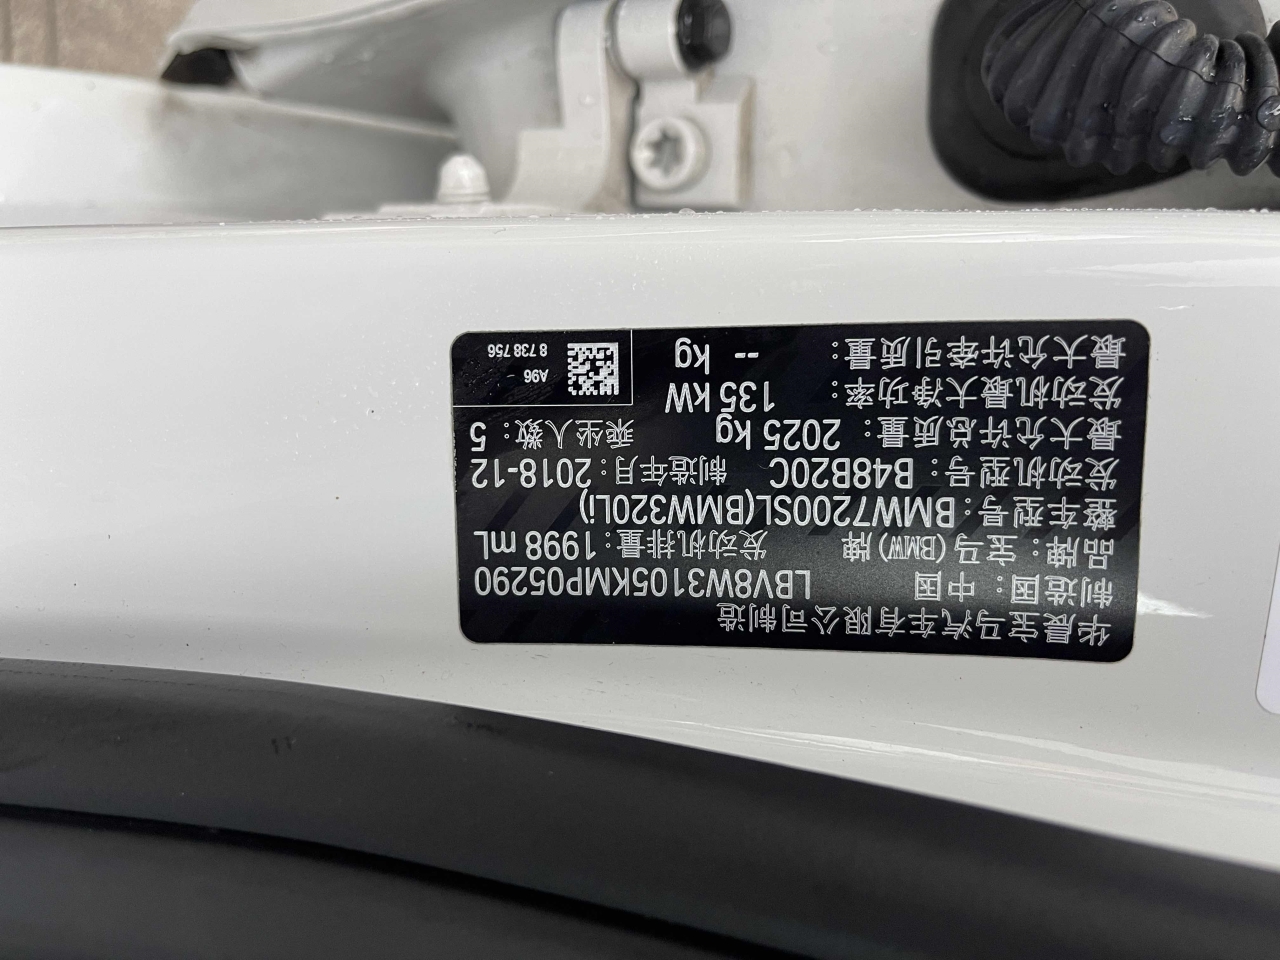 华晨宝马汽车有限公司制造
制造国：中国 LBV8W3105KMP05290
品牌：宝马(BMW)牌 发动机排量：1998 mL
整车型号：BMW7200SL(BMW320Li)
发动机型号：B48B20C 制造年月：2018-12
最大允许总质量：2025 kg 乘坐人数：5
发动机最大净功率：135 kW
最大允许牵引质量：-- kg
A96 -
8 738 756